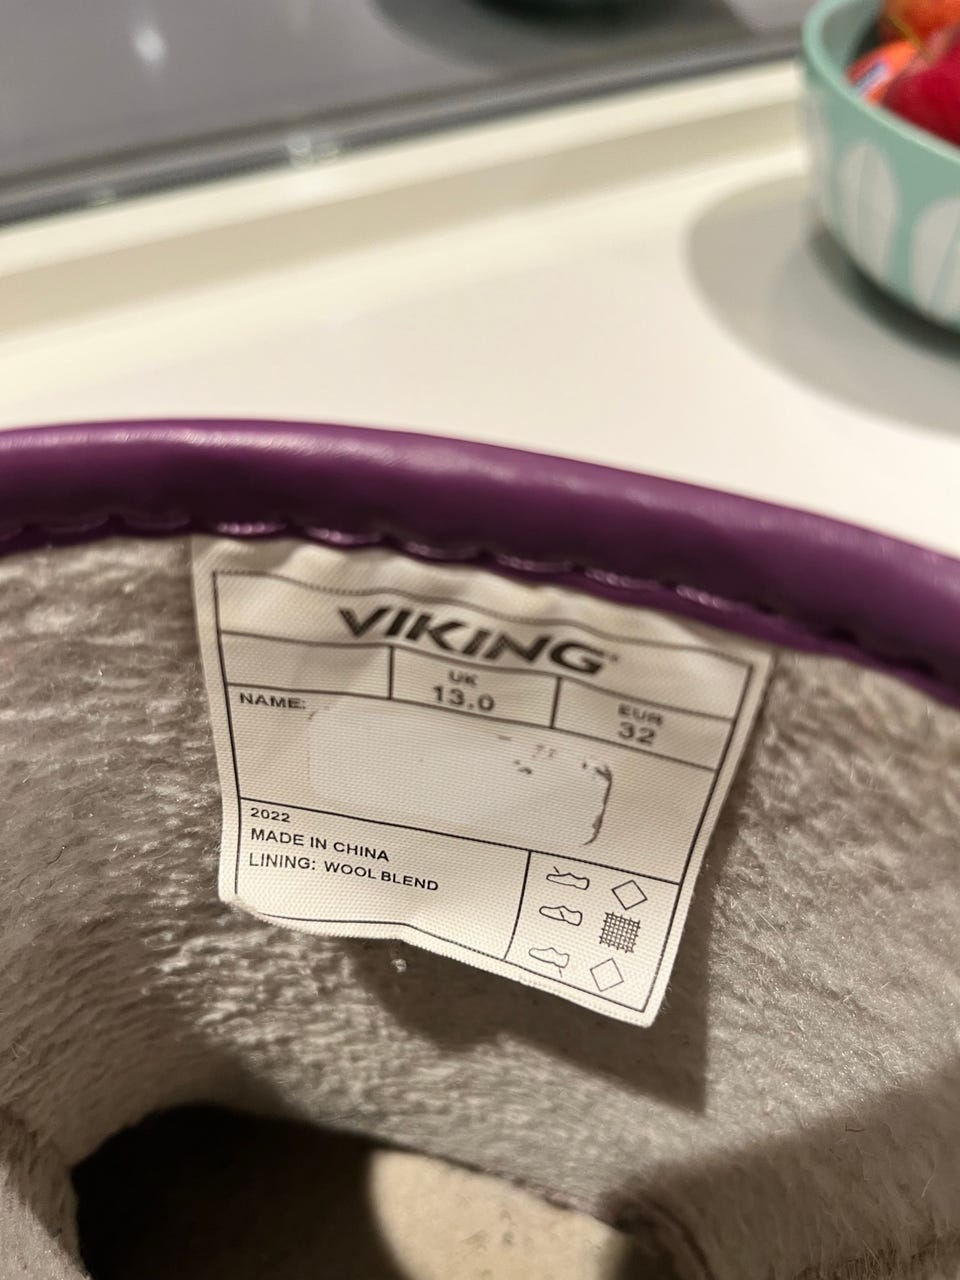 VIKING
UK
13.0
EUR
32
NAME:
2022
MADE IN CHINA
LINING: WOOL BLEND